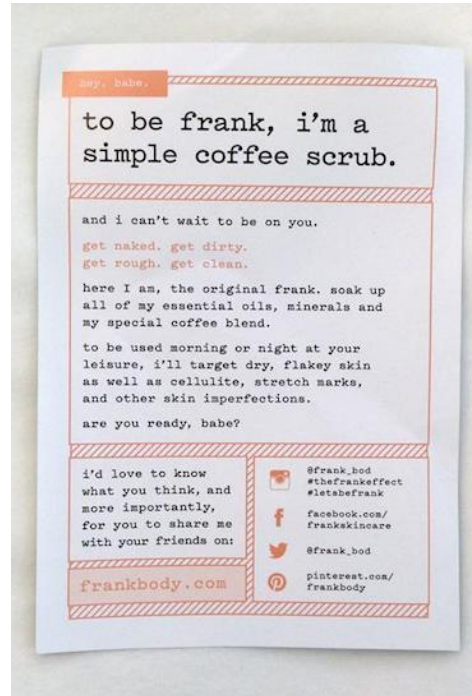 hey. babe.
to be frank, i'm a
simple coffee scrub.
and i can't wait to be on you.
get naked. get dirty.
get rough. get clean.
here I am, the original frank. soak up
all of my essential oils, minerals and
my special coffee blend.
to be used morning or night at your
leisure, i'll target dry, flakey skin
as well as cellulite, stretch marks,
and other skin imperfections.
are you ready, babe?
i'd love to know
what you think, and
more importantly,
for you to share me
with your friends on:
frankbody.com
@frank_bod
#thefrankeffect
#letsbefrank
facebook.com/
frankskincare
@frank_bod
pinterest.com/
frankbody